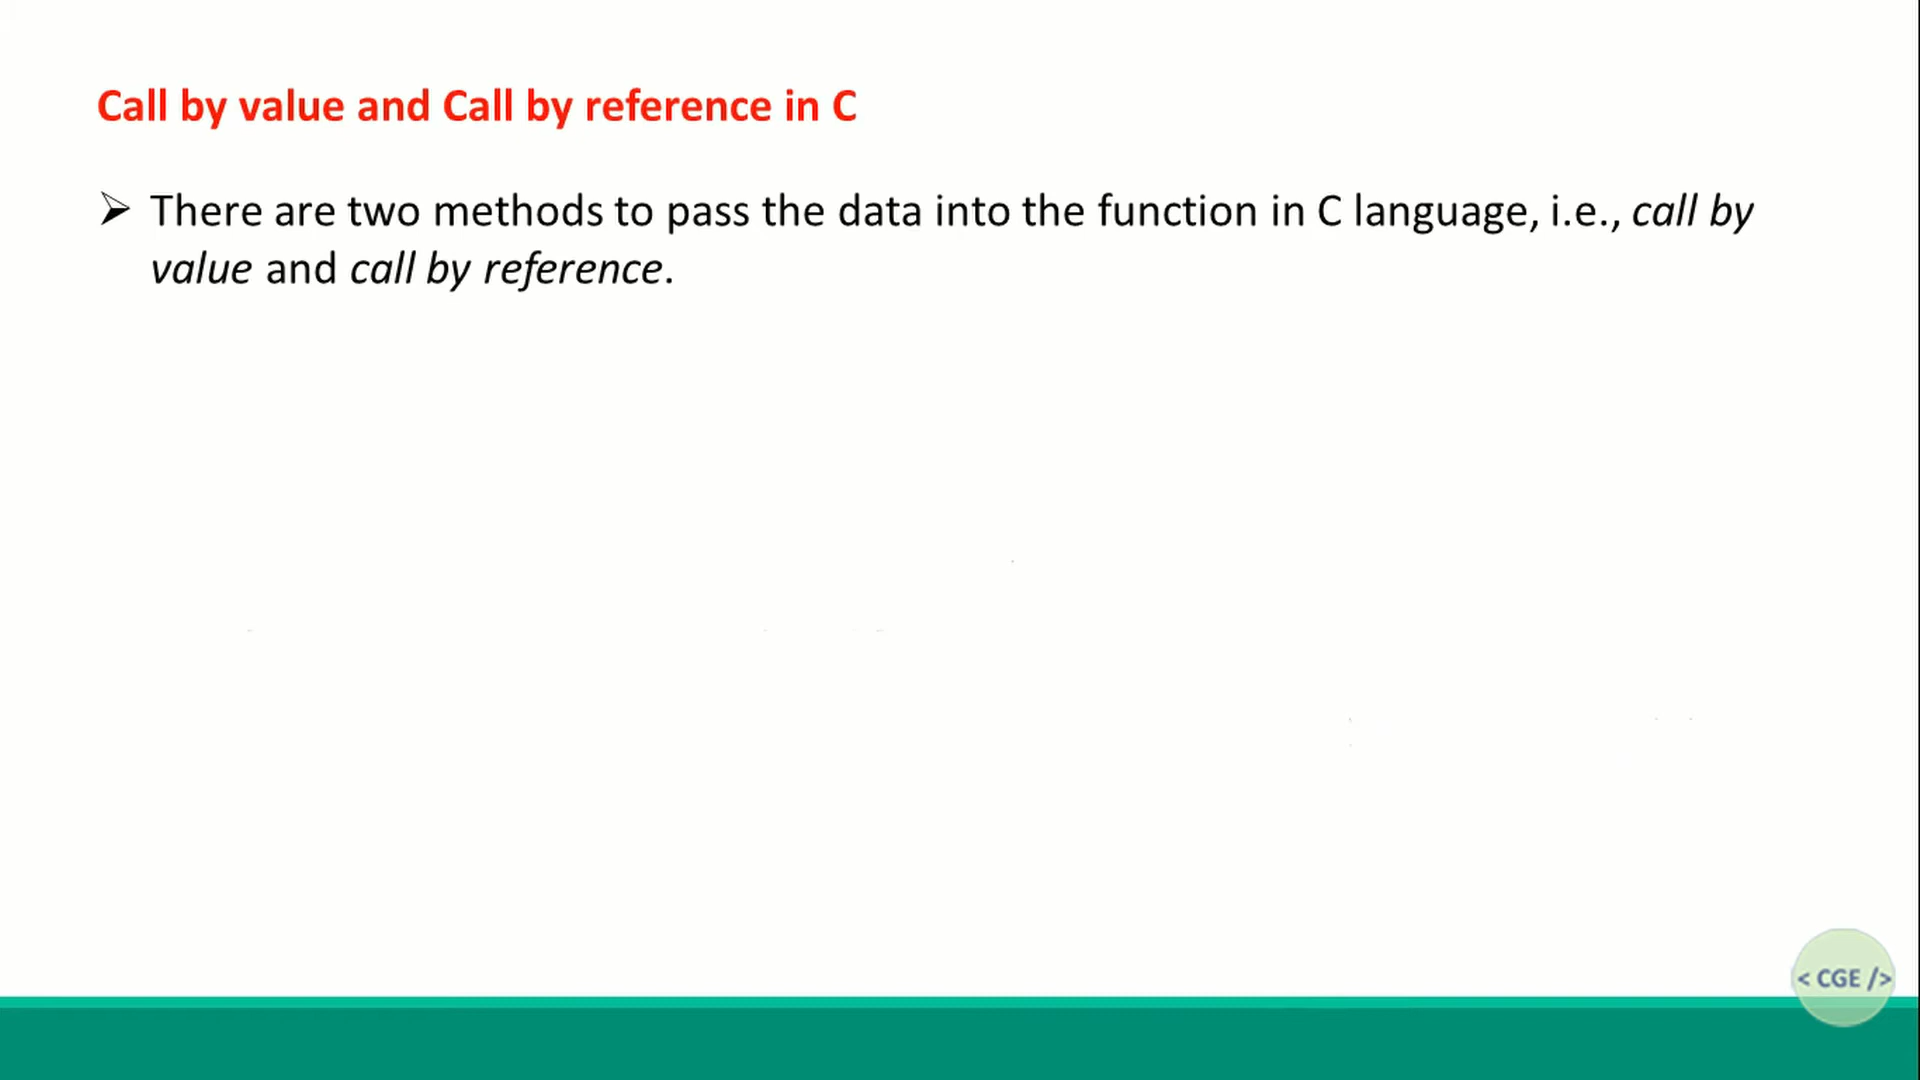 Call by value and Call by reference in C
➢ There are two methods to pass the data into the function in C language, i.e., call by
value and call by reference.
< CGE />